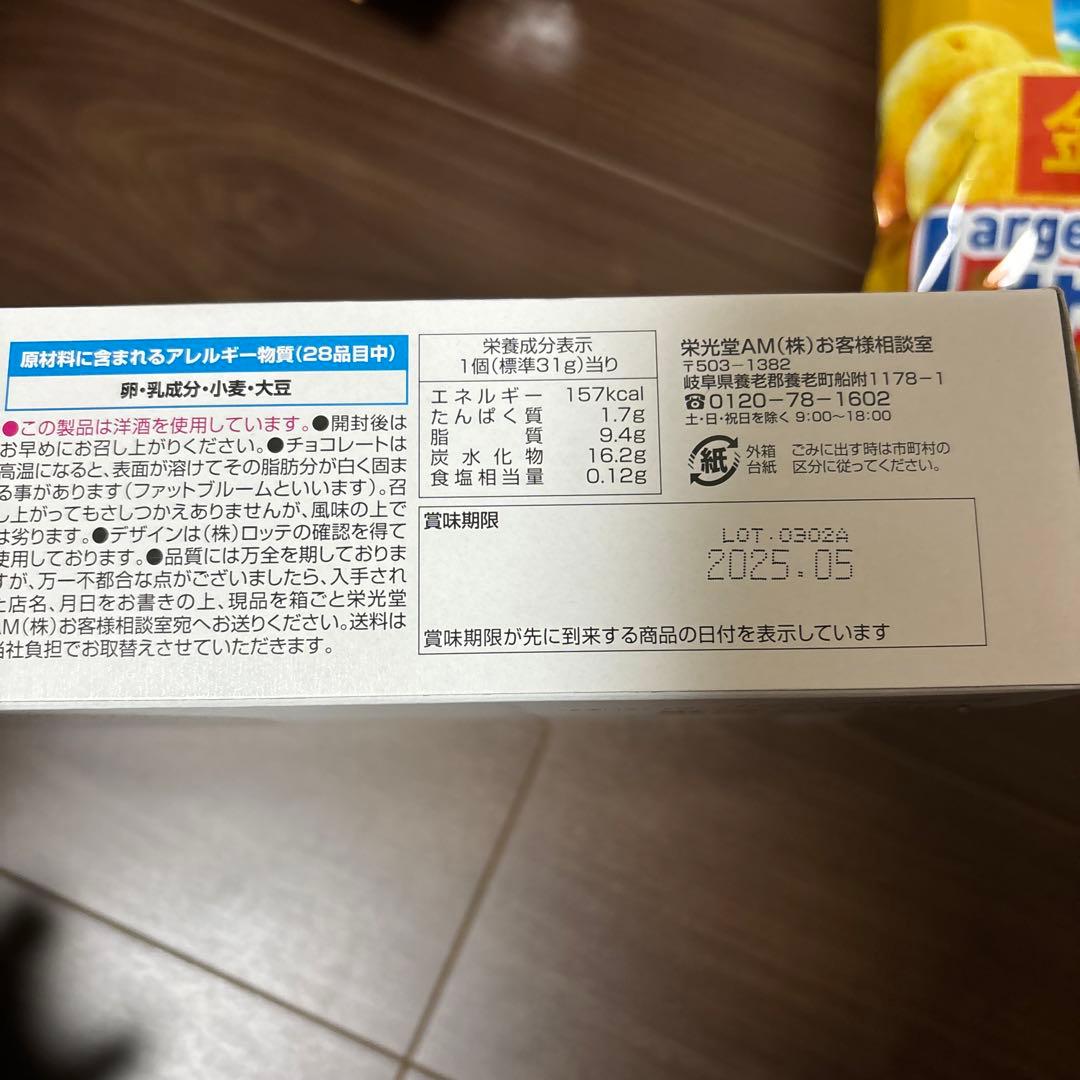 金
arge
原材料に含まれるアレルギー物質(28品目中)
卵・乳成分・小麦・大豆
●この製品は洋酒を使用しています。●開封後は
お早めにお召し上がりください。●チョコレートは
高温になると、表面が溶けてその脂肪分が白く固ま
る事があります(ファットブルームといいます)。召
し上がってもさしつかえありませんが、風味の上で
は劣ります。●デザインは(株)ロッテの確認を得て
使用しております。●品質には万全を期しておりま
すが、万一不都合な点がございましたら、入手され
た店名、月日をお書きの上、現品を箱ごと栄光堂
AM(株)お客様相談室宛へお送りください。送料は
当社負担でお取替えさせていただきます。
栄養成分表示
1個(標準31g)当り
エネルギー 157kcal
たんぱく質 1.7g
脂質 9.4g
炭水化物 16.2g
食塩相当量 0.12g
栄光堂AM(株)お客様相談室
〒503-1382
岐阜県養老郡養老町船附1178-1
☎0120-78-1602
土・日・祝日を除く 9:00~18:00
紙
外箱
台紙
ごみに出す時は市町村の
区分に従ってください。
賞味期限
LOT.0302A
2025.05
賞味期限が先に到来する商品の日付を表示しています